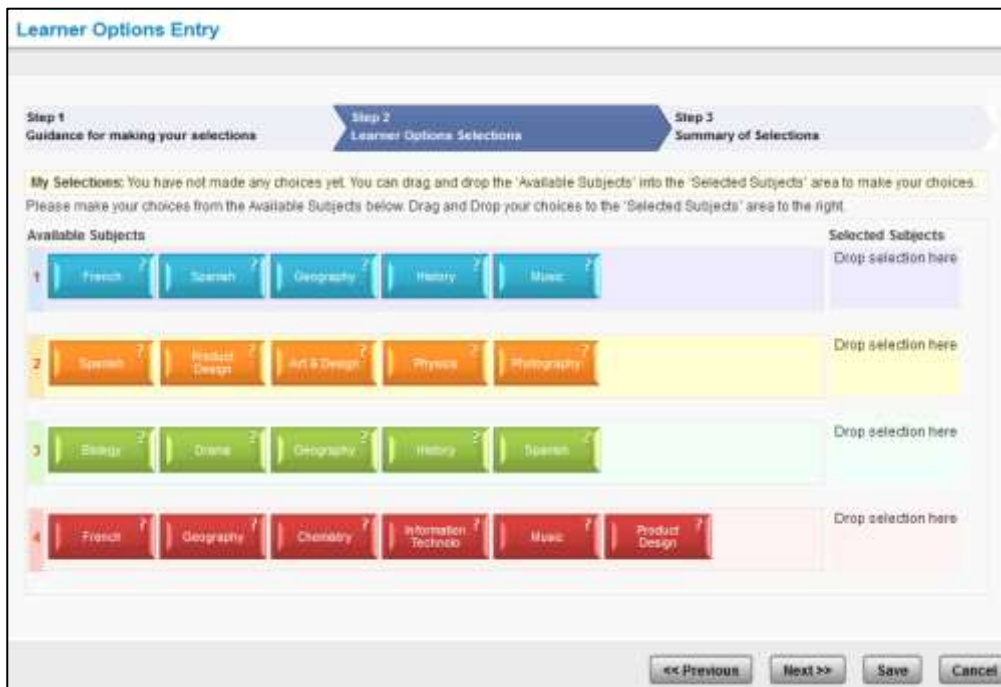 Learner Options Entry
Step 1
Guidance for making your selections
Step 2
Learner Options Selections
Step 3
Summary of Selections
My Selections: You have not made any choices yet. You can drag and drop the 'Available Subjects' into the 'Selected Subjects' area to make your choices.
Please make your choices from the Available Subjects below. Drag and Drop your choices to the 'Selected Subjects' area to the right.
Available Subjects Selected Subjects
1 French ? Spanish ? Geography ? History ? Music ? Drop selection here
2 Spanish ? Product Design ? Art & Design ? Physics ? Photography ? Drop selection here
3 Biology ? Drama ? Geography ? History ? Spanish ? Drop selection here
4 French ? Geography ? Chemistry ? Information Technolo ? Music ? Product Design ? Drop selection here
<< Previous Next >> Save Cancel